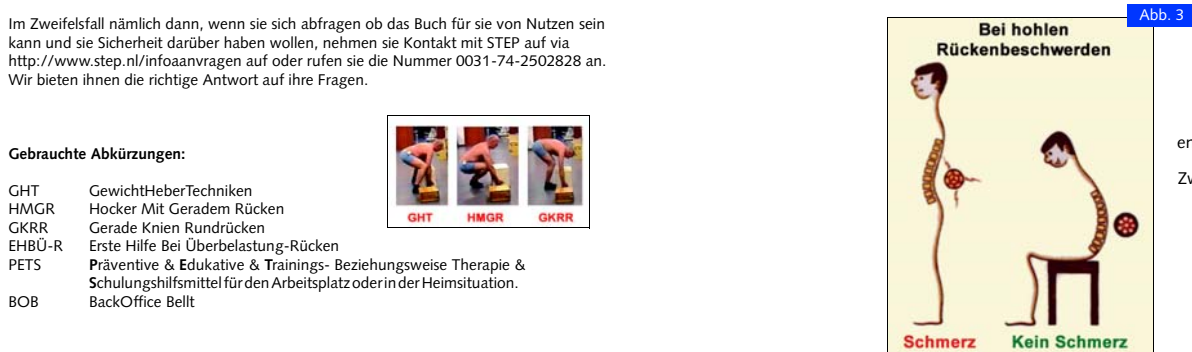 Im Zweifelsfall nämlich dann, wenn sie sich abfragen ob das Buch für sie von Nutzen sein
kann und sie Sicherheit darüber haben wollen, nehmen sie Kontakt mit STEP auf via
http://www.step.nl/infoaanvragen auf oder rufen sie die Nummer 0031-74-2502828 an.
Wir bieten ihnen die richtige Antwort auf ihre Fragen.
Gebrauchte Abkürzungen:
GHT GewichtHeberTechniken
HMGR Hocker Mit Geradem Rücken
GKRR Gerade Knien Rundrücken
EHBÜ-R Erste Hilfe Bei Überbelastung-Rücken
PETS Präventive & Edukative & Trainings- Beziehungsweise Therapie &
Schulungshilfsmittel für den Arbeitsplatz oder in der Heimsituation.
BOB BackOffice Bellt
GHT HMGR GKRR
Abb. 3
Bei hohlen
Rückenbeschwerden
Schmerz Kein Schmerz
er
Zw